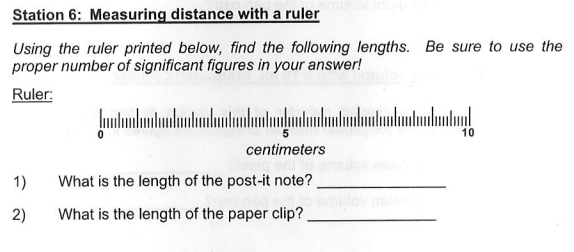 Station 6: Measuring distance with a ruler
Using the ruler printed below, find the following lengths. Be sure to use the
proper number of significant figures in your answer!
Ruler:
0 5 10
centimeters
1) What is the length of the post-it note? ____________
2) What is the length of the paper clip? ____________